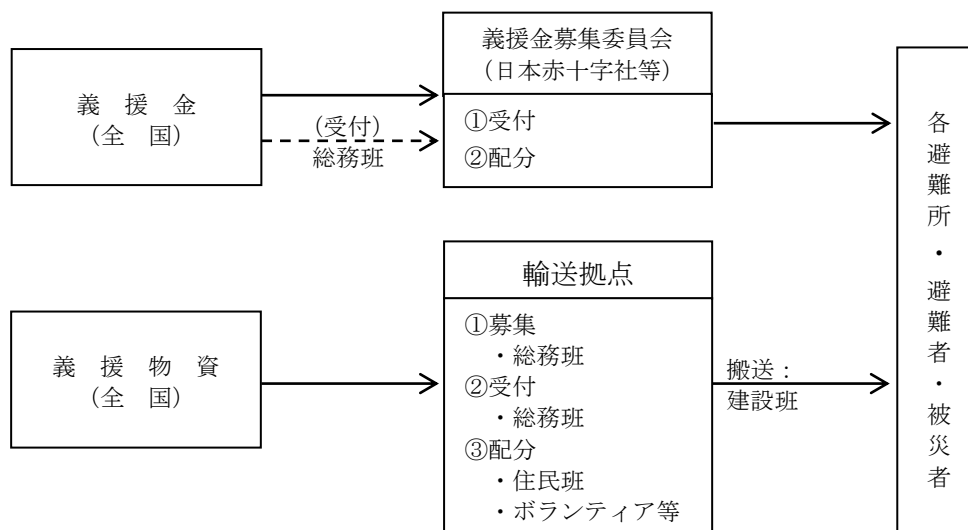 義　援　金
(全　国)
(受付)
総務班
義援金募集委員会
(日本赤十字社等)
①受付
②配分
義　援　物　資
(全　国)
輸送拠点
①募集
・総務班
②受付
・総務班
③配分
・住民班
・ボランティア等
搬送：
建設班
各避難所・避難者・被災者